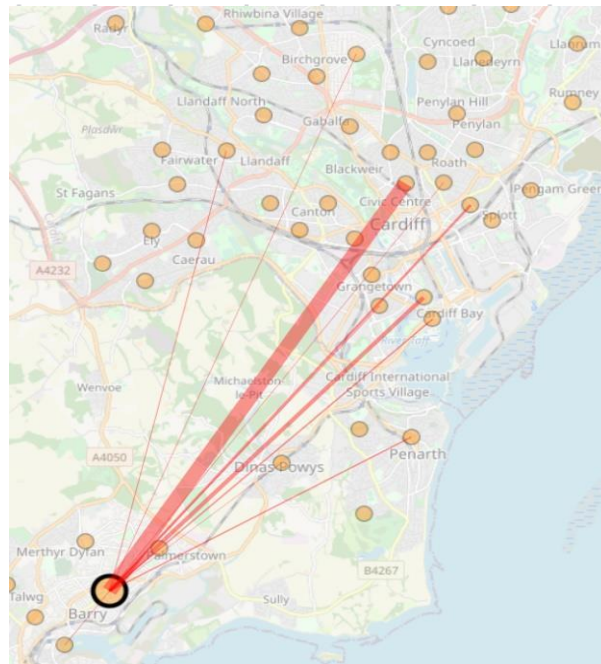 Radyr
Rhiwbina Village
Cyncoed
Llanrum
Birchgrove
Llanedeyrn
Llandaff North
Penylan Hill
Rumney
Plasdŵr
Gabalfa
Penylan
Fairwater
Llandaff
Blackweir
Roath
St Fagans
Pengam Green
Canton
Civic Centre
Splott
Cardiff
Ely
Caerau
A4232
Grangetown
Cardiff Bay
Michaelston-
le-Pit
Cardiff International
Sports Village
Wenvoe
A4050
Penarth
Dinas Powys
Merthyr Dyfan
Palmerstown
B4267
Talwg
Barry
Sully